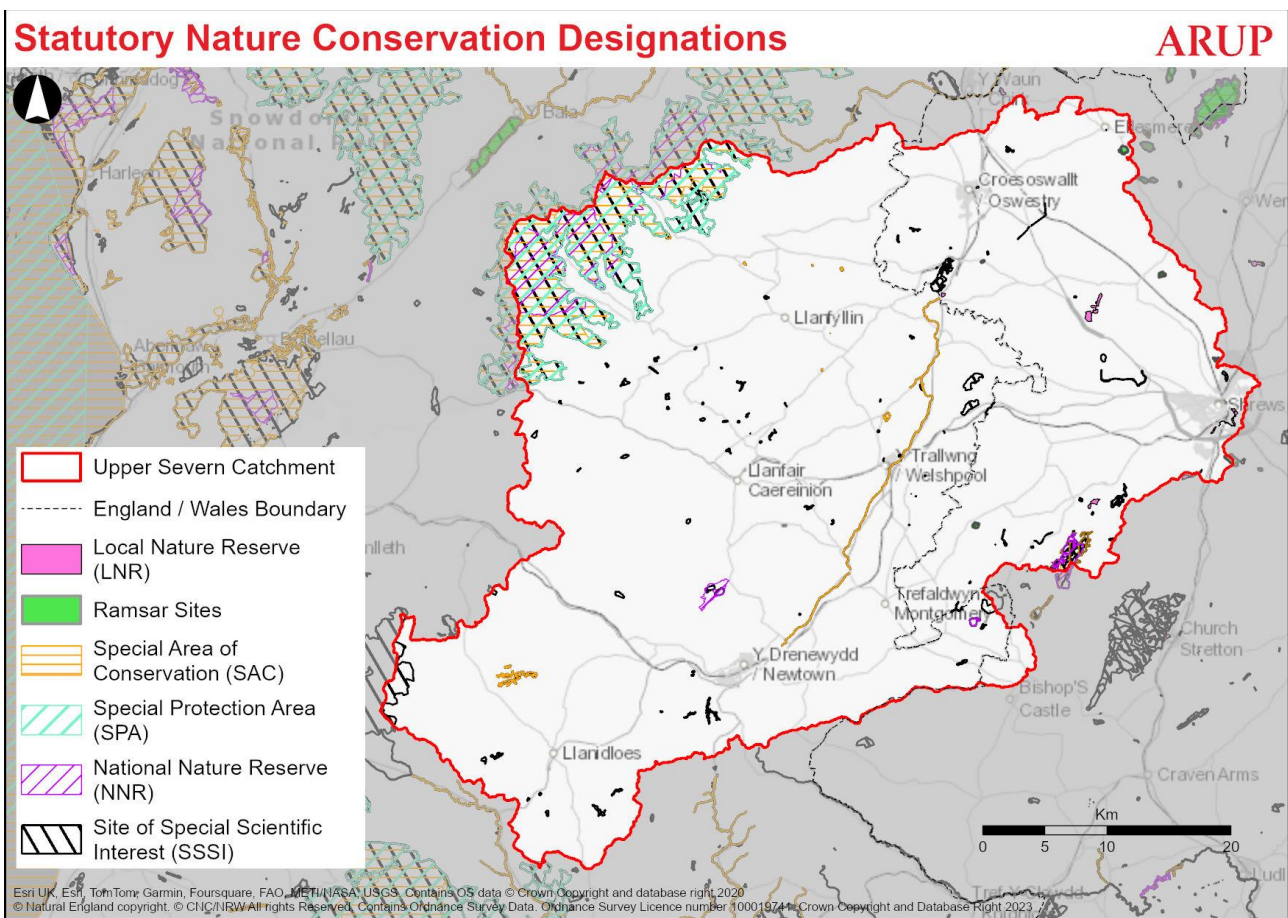 Statutory Nature Conservation Designations
ARUP
Snowdonia
National Park
Y Bala
Harlech
Y Waun
Ellesmere
Croesoswallt
/ Oswestry
Llanfyllin
Dolgellau
Shrews
Trallwng
/ Welshpool
Llanfair
Caereinion
Trefaldwyn
Montgomery
Church
Stretton
Y Drenewydd
/ Newtown
Bishop'S
Castle
Llanidloes
Craven Arms
Upper Severn Catchment
England / Wales Boundary
Local Nature Reserve
(LNR)
Ramsar Sites
Special Area of
Conservation (SAC)
Special Protection Area
(SPA)
National Nature Reserve
(NNR)
Site of Special Scientific
Interest (SSSI)
Km
0 5 10 20
Esri UK, Esri, TomTom, Garmin, Foursquare, FAO, METI/NASA, USGS. Contains OS data © Crown Copyright and database right 2020
© Natural England copyright. © CNC/NRW All rights Reserved. Contains Ordnance Survey Data. Ordnance Survey Licence number 100019741. Crown Copyright and Database Right 2023